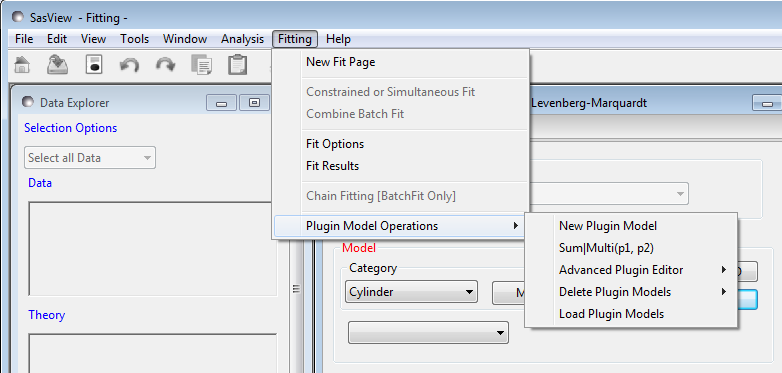 SasView - Fitting -
File Edit View Tools Window Analysis Fitting Help
New Fit Page
Constrained or Simultaneous Fit
Combine Batch Fit
Fit Options
Fit Results
Chain Fitting [BatchFit Only]
Plugin Model Operations
New Plugin Model
Sum|Multi(p1, p2)
Advanced Plugin Editor
Delete Plugin Models
Load Plugin Models
Data Explorer
Levenberg-Marquardt
Selection Options
Select all Data
Data
Theory
Model
Category
Cylinder